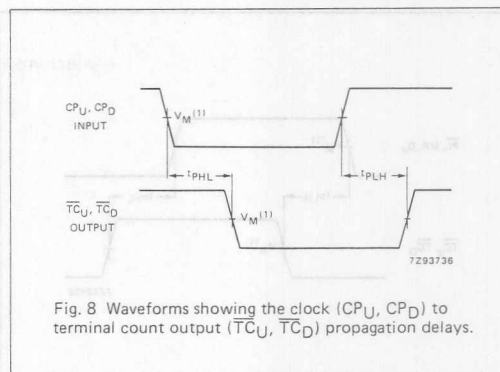 CPU, CPD
INPUT
VM(1)
tPHL
tPLH
TCU, TCD
OUTPUT
VM(1)
7Z93736
Fig. 8 Waveforms showing the clock (CPU, CPD) to
terminal count output (TCU, TCD) propagation delays.